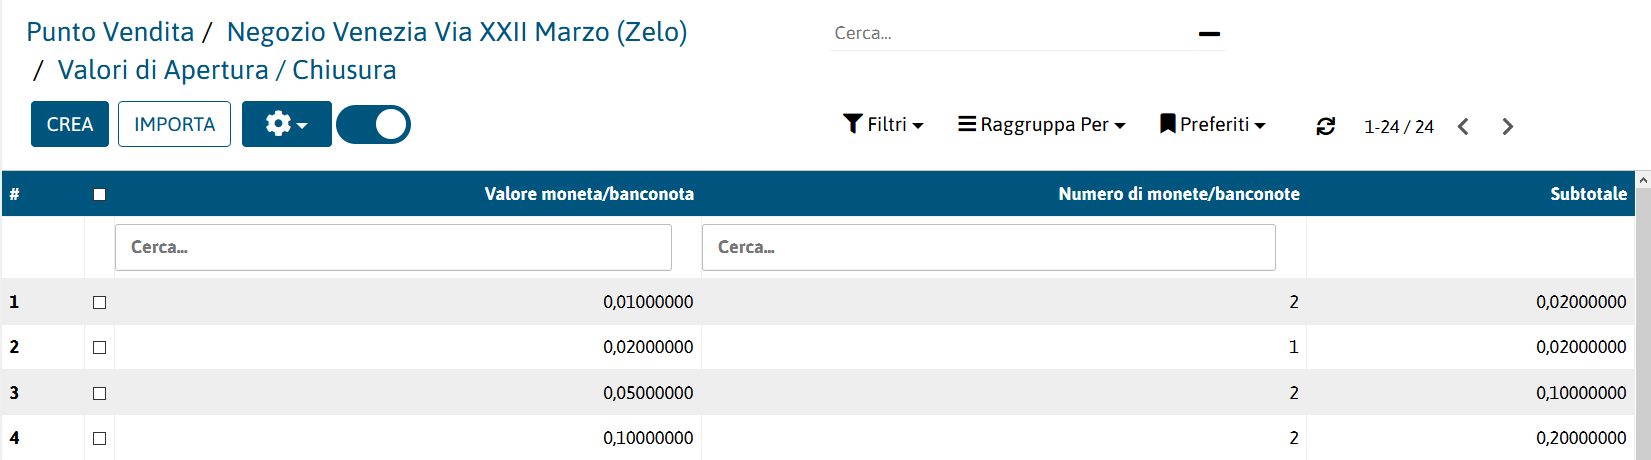 Punto Vendita / Negozio Venezia Via XXII Marzo (Zelo)
/ Valori di Apertura / Chiusura
Cerca...
CREA IMPORTA
Filtri Raggruppa Per Preferiti 1-24 / 24
# Valore moneta/banconota Numero di monete/banconote Subtotale
Cerca... Cerca...
1 0,01000000 2 0,02000000
2 0,02000000 1 0,02000000
3 0,05000000 2 0,10000000
4 0,10000000 2 0,20000000